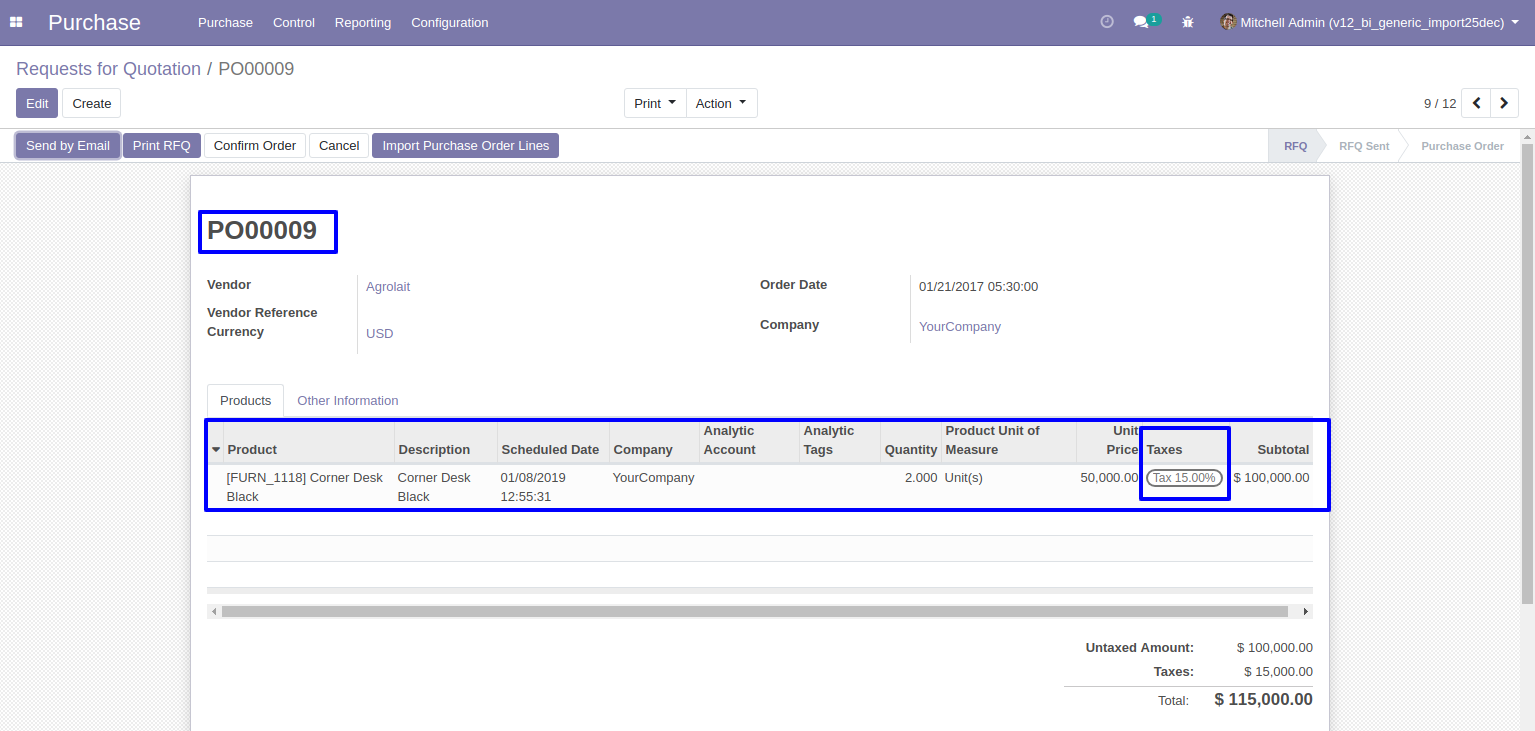 Purchase Purchase Control Reporting Configuration 1 Mitchell Admin (v12_bi_generic_import25dec)
Requests for Quotation / PO00009
Edit Create Print Action 9 / 12
Send by Email Print RFQ Confirm Order Cancel Import Purchase Order Lines RFQ RFQ Sent Purchase Order
PO00009
Vendor Agrolait Order Date 01/21/2017 05:30:00
Vendor Reference
Currency USD Company YourCompany
Products Other Information
Product Description Scheduled Date Company Analytic Account Analytic Tags Quantity Product Unit of Measure Unit Price Taxes Subtotal
[FURN_1118] Corner Desk Black Corner Desk Black 01/08/2019 12:55:31 YourCompany 2.000 Unit(s) 50,000.00 Tax 15.00% $ 100,000.00
Untaxed Amount: $ 100,000.00
Taxes: $ 15,000.00
Total: $ 115,000.00